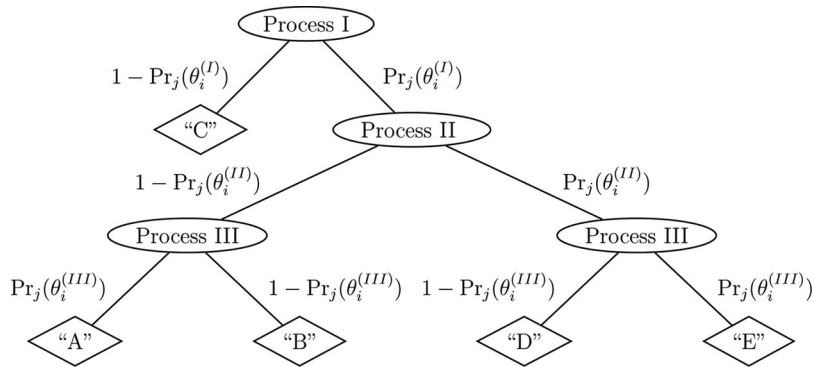 Process I
1 − Pr_j(θ_i^{(I)}) Pr_j(θ_i^{(I)})
“C” Process II
1 − Pr_j(θ_i^{(II)}) Pr_j(θ_i^{(II)})
Process III Process III
Pr_j(θ_i^{(III)}) 1 − Pr_j(θ_i^{(III)}) 1 − Pr_j(θ_i^{(III)}) Pr_j(θ_i^{(III)})
“A” “B” “D” “E”